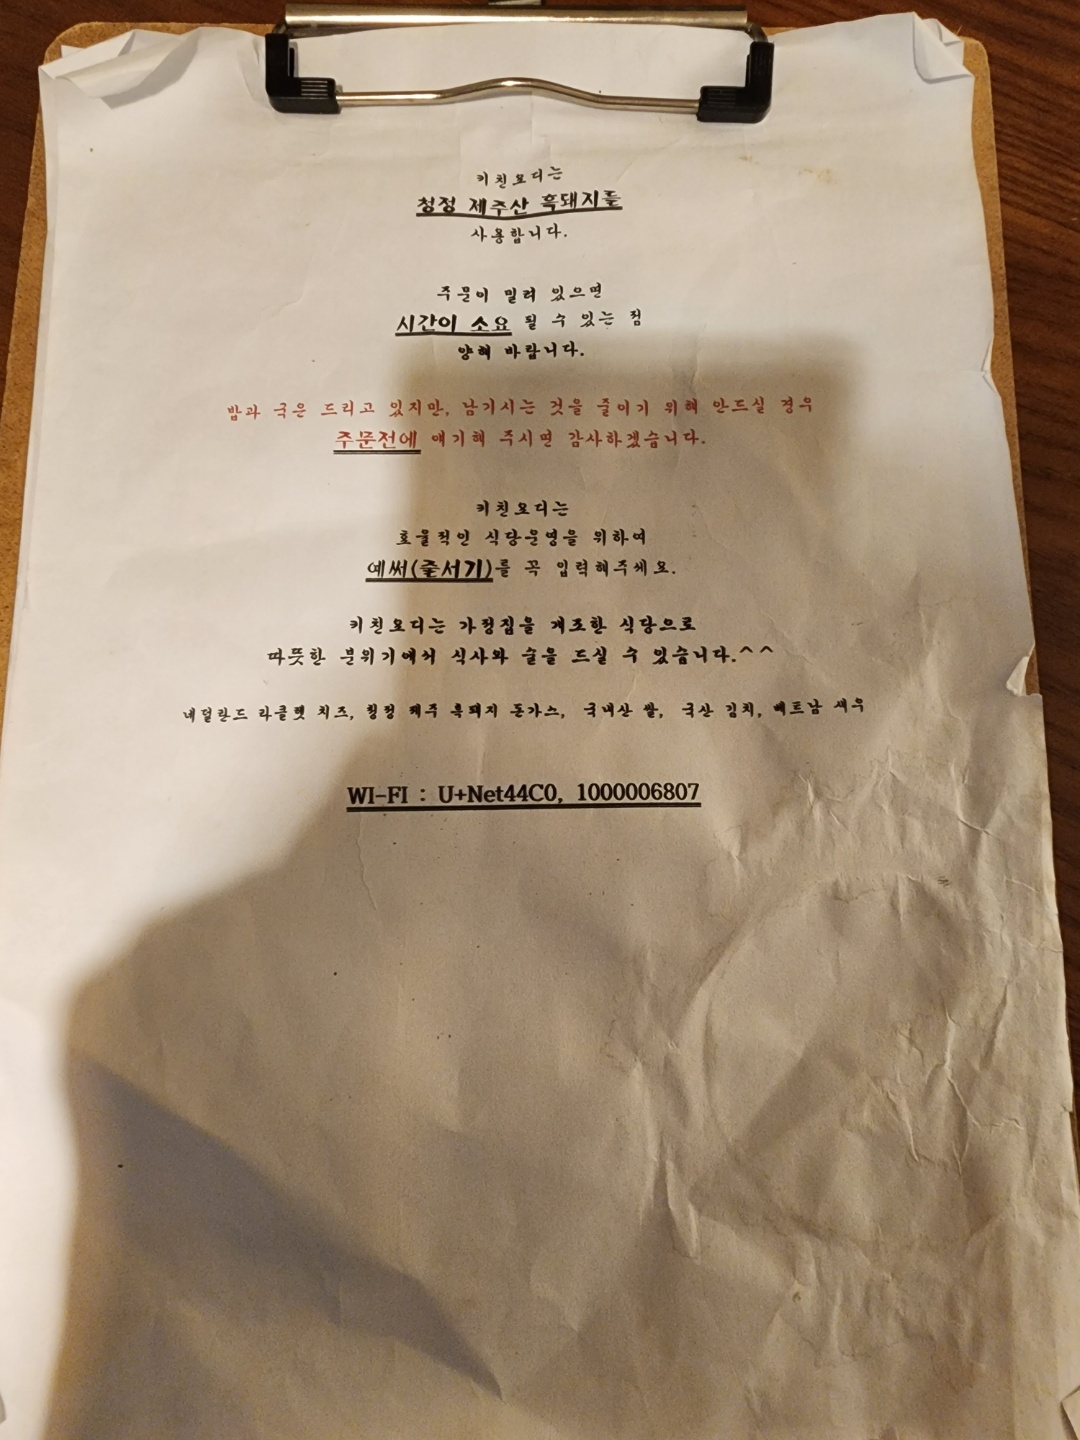 키친오디는
청정 제주산 흑돼지를
사용합니다.
주문이 밀려 있으면
시간이 소요 될 수 있는 점
양해 바랍니다.
밥과 국은 드리고 있지만, 남기시는 것을 줄이기 위해 안드실 경우
주문전에 얘기해 주시면 감사하겠습니다.
키친오디는
효율적인 식당운영을 위하여
예써(줄서기)를 꼭 입력해주세요.
키친오디는 가정집을 개조한 식당으로
따뜻한 분위기에서 식사와 술을 드실 수 있습니다.^^
네덜란드 라클렛 치즈, 청정 제주 흑돼지 돈가스, 국내산 쌀, 국산 김치, 베트남 새우
WI-FI : U+Net44C0, 1000006807